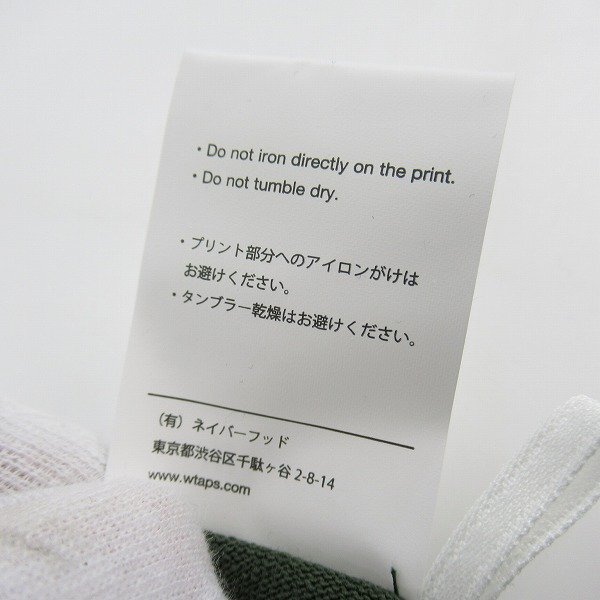 ・Do not iron directly on the print.
・Do not tumble dry.
・プリント部分へのアイロンがけは
お避けください。
・タンブラー乾燥はお避けください。
（有）ネイバーフッド
東京都渋谷区千駄ヶ谷 2-8-14
www.wtaps.com